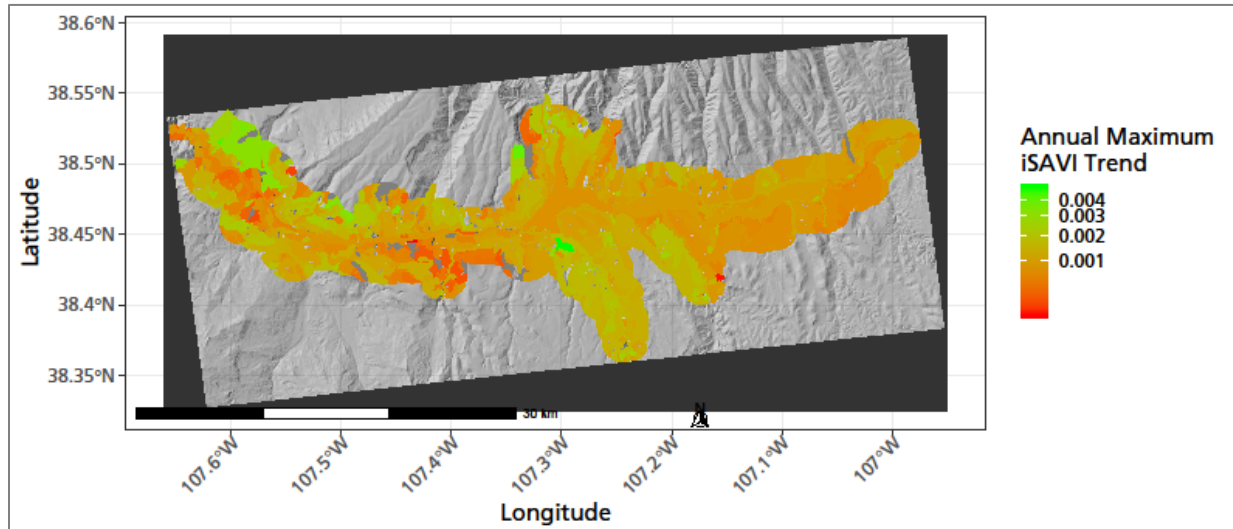 38.6°N
38.55°N
38.5°N
38.45°N
38.4°N
38.35°N
Latitude
30 km
N
107.6°W
107.5°W
107.4°W
107.3°W
107.2°W
107.1°W
107°W
Longitude
Annual Maximum
iSAVI Trend
0.004
0.003
0.002
0.001